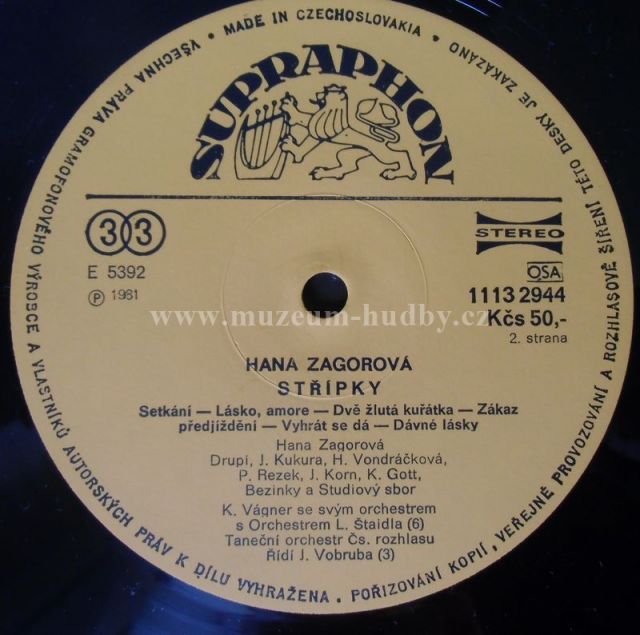 MADE IN CZECHOSLOVAKIA • VŠECHNA PRÁVA GRAMOFONOVÉHO VÝROBCE A VLASTNÍKŮ AUTORSKÝCH PRÁV K DÍLU VYHRAŽENA. POŘIZOVÁNÍ KOPIÍ, VEŘEJNÉ PROVOZOVÁNÍ A ROZHLASOVÉ ŠÍŘENÍ TÉTO DESKY JE ZAKÁZÁNO •
SUPRAPHON
33
STEREO
E 5392
OSA
℗ 1981
1113 2944
Kčs 50,-
www.muzeum-hudby.cz
2. strana
HANA ZAGOROVÁ
STŘÍPKY
Setkání — Lásko, amore — Dvě žlutá kuřátka — Zákaz
předjíždění — Vyhrát se dá — Dávné lásky
Hana Zagorová
Drupi, J. Kukura, H. Vondráčková,
P. Rezek, J. Korn, K. Gott,
Bezinky a Studiový sbor
K. Vágner se svým orchestrem
s Orchestrem L. Štaidla (6)
Taneční orchestr Čs. rozhlasu
Řídí J. Vobruba (3)